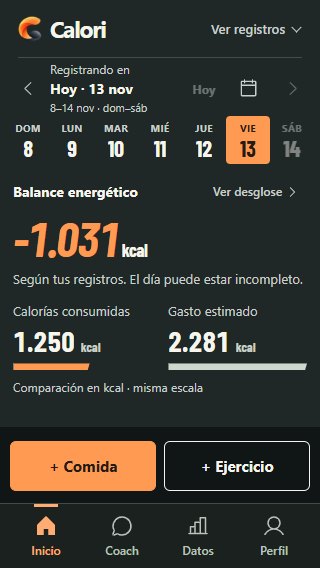 Calori
Ver registros
Registrando en
Hoy · 13 nov
Hoy
8–14 nov · dom–sáb
DOM LUN MAR MIÉ JUE VIE SÁB
8 9 10 11 12 13 14
Balance energético
Ver desglose
-1.031 kcal
Según tus registros. El día puede estar incompleto.
Calorías consumidas
Gasto estimado
1.250 kcal
2.281 kcal
Comparación en kcal · misma escala
+ Comida
+ Ejercicio
Inicio
Coach
Datos
Perfil